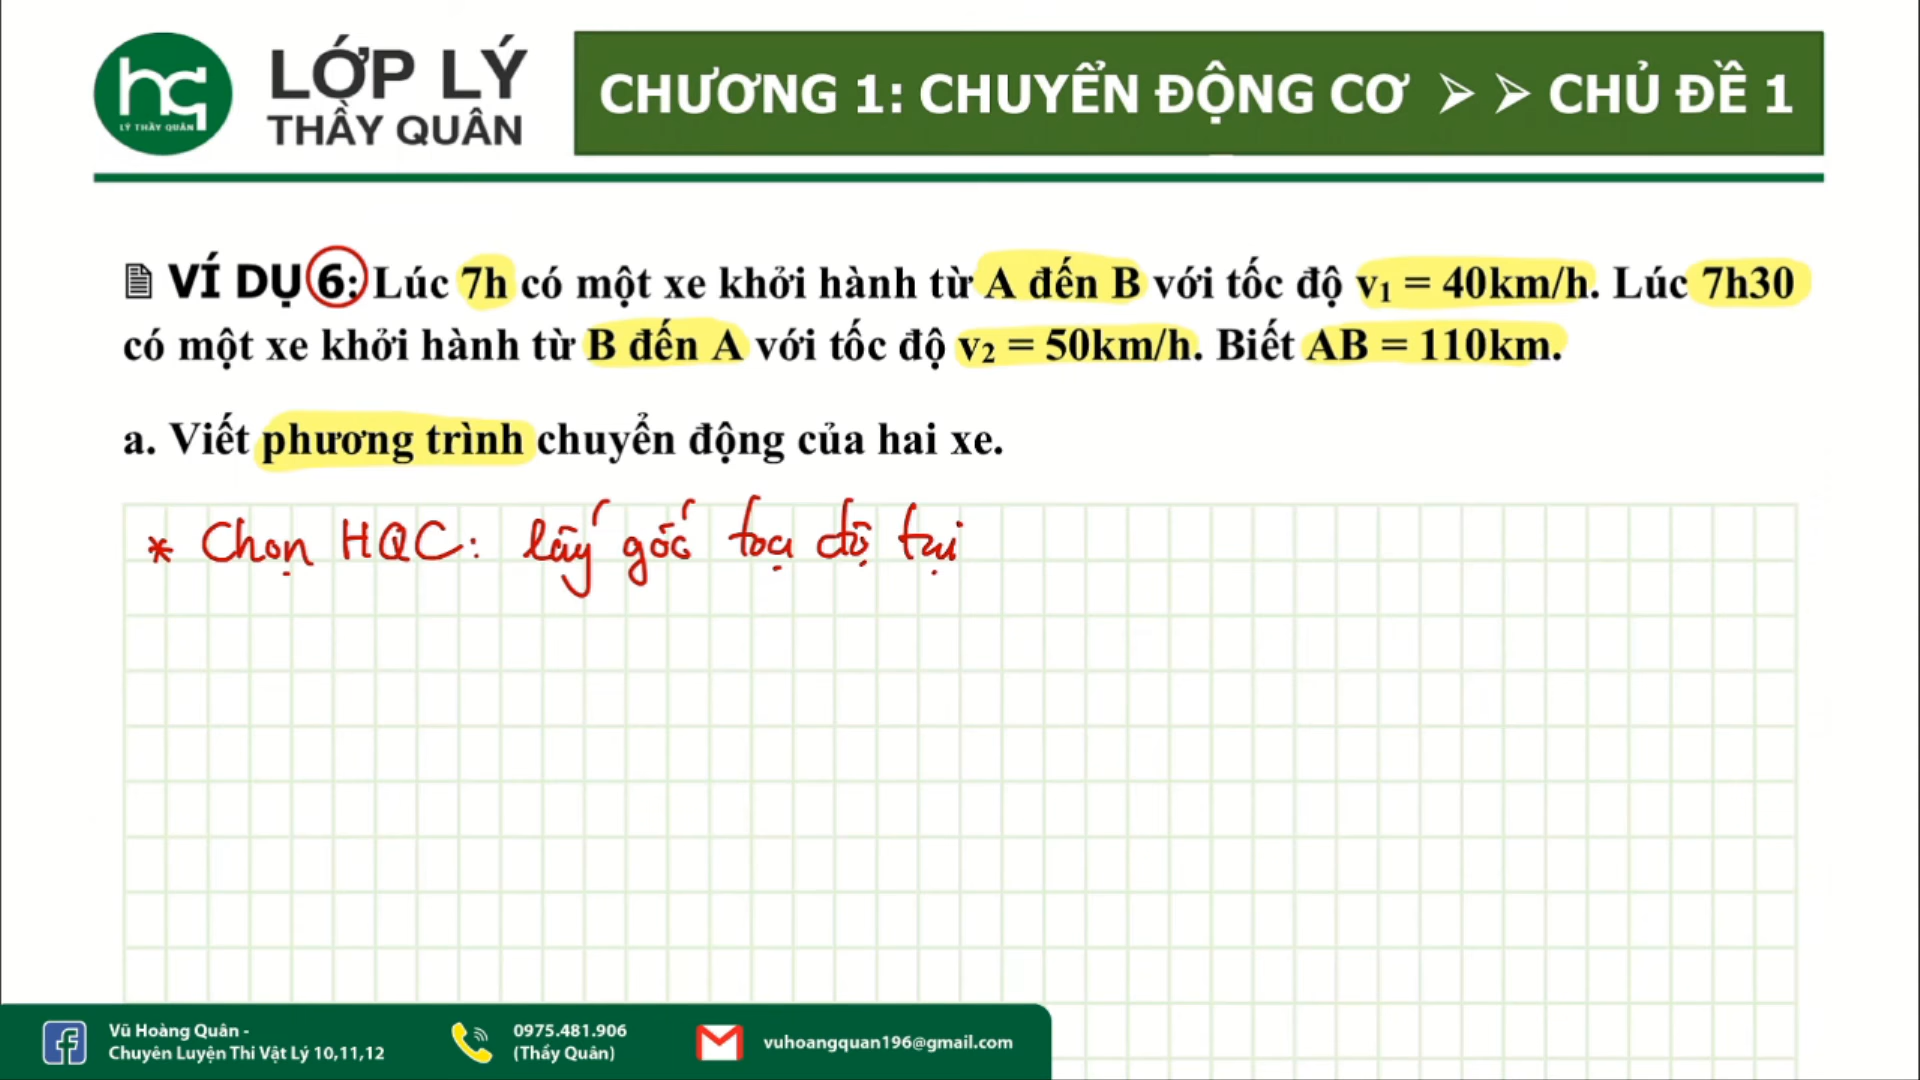 hq
LÝ THẦY QUÂN
LỚP LÝ
THẦY QUÂN
CHƯƠNG 1: CHUYỂN ĐỘNG CƠ ➢ ➢ CHỦ ĐỀ 1
VÍ DỤ 6: Lúc 7h có một xe khởi hành từ A đến B với tốc độ v₁ = 40km/h. Lúc 7h30
có một xe khởi hành từ B đến A với tốc độ v₂ = 50km/h. Biết AB = 110km.
a. Viết phương trình chuyển động của hai xe.
* Chọn HQC: lấy gốc toạ độ tại
Vũ Hoàng Quân -
Chuyên Luyện Thi Vật Lý 10,11,12
0975.481.906
(Thầy Quân)
vuhoangquan196@gmail.com